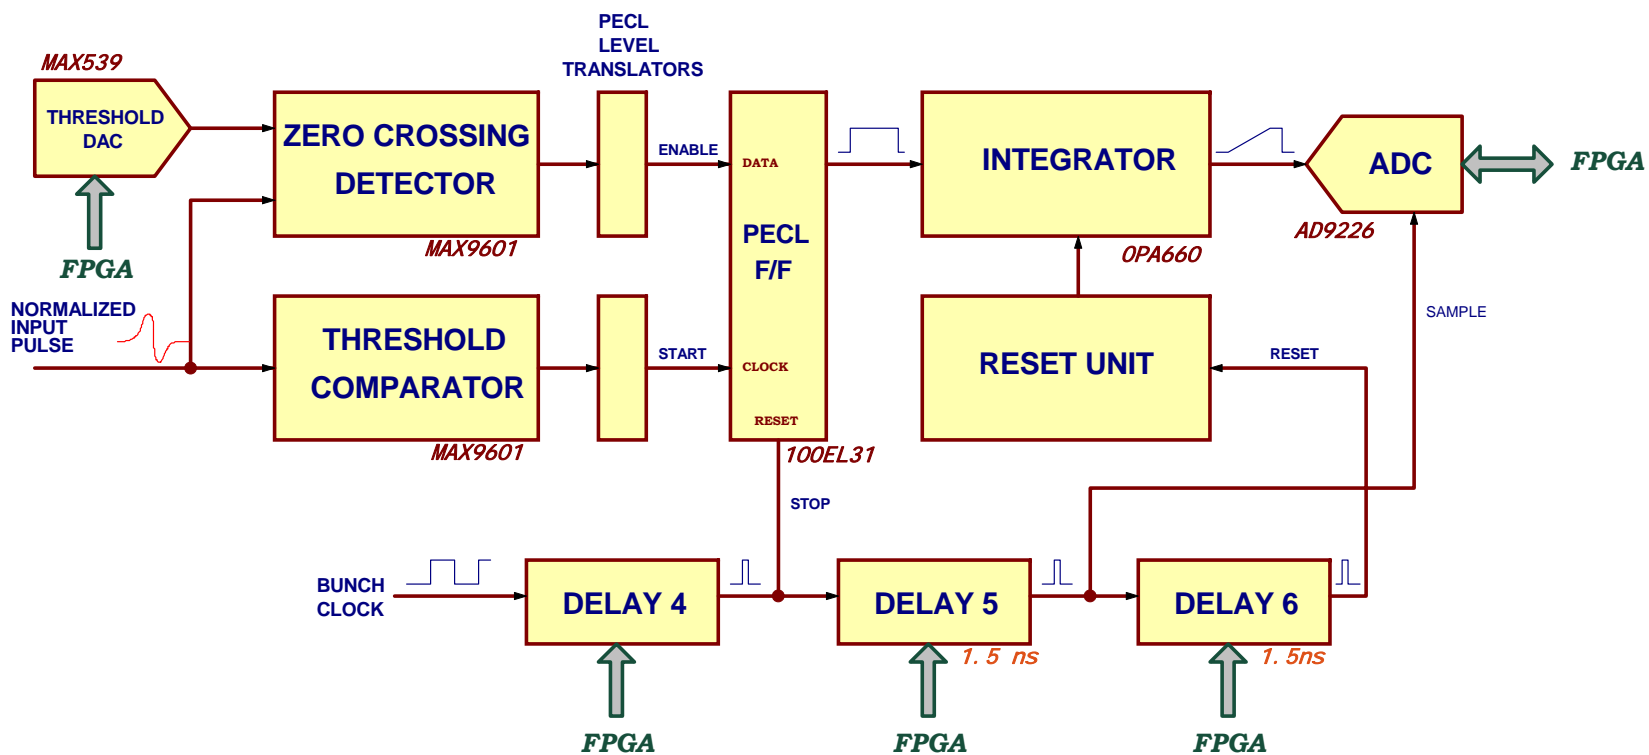 PECL
LEVEL
TRANSLATORS
MAX539
THRESHOLD
DAC
FPGA
ZERO CROSSING
DETECTOR
MAX9601
ENABLE
DATA
PECL
F/F
CLOCK
RESET
100EL31
INTEGRATOR
OPA660
ADC
AD9226
FPGA
NORMALIZED
INPUT
PULSE
THRESHOLD
COMPARATOR
MAX9601
START
RESET UNIT
RESET
SAMPLE
STOP
BUNCH
CLOCK
DELAY 4
FPGA
DELAY 5
1.5 ns
FPGA
DELAY 6
1.5ns
FPGA